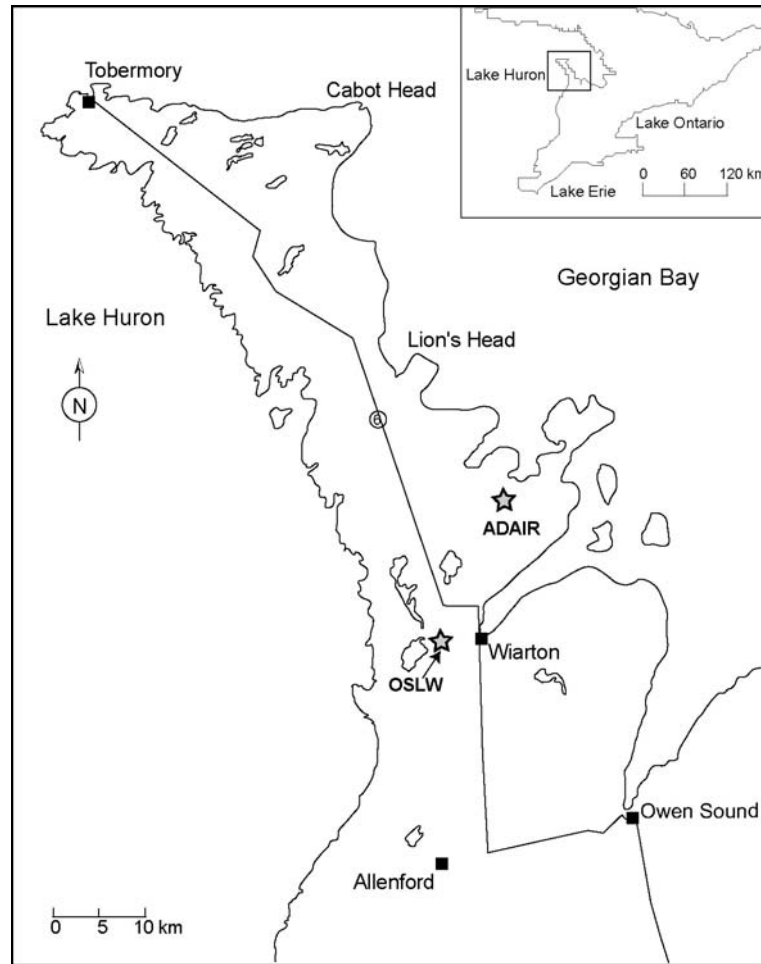 Tobermory
Cabot Head
Lake Huron
Lake Ontario
Lake Erie
0 60 120 km
Georgian Bay
Lake Huron
Lion's Head
N
6
ADAIR
Wiarton
OSLW
Owen Sound
Allenford
0 5 10 km